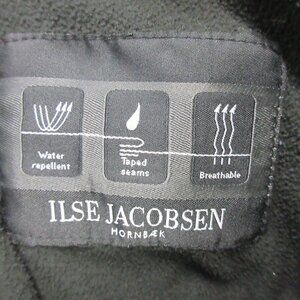 Water
repellent
Taped
seams
Breathable
ILSE JACOBSEN
HORNBÆK